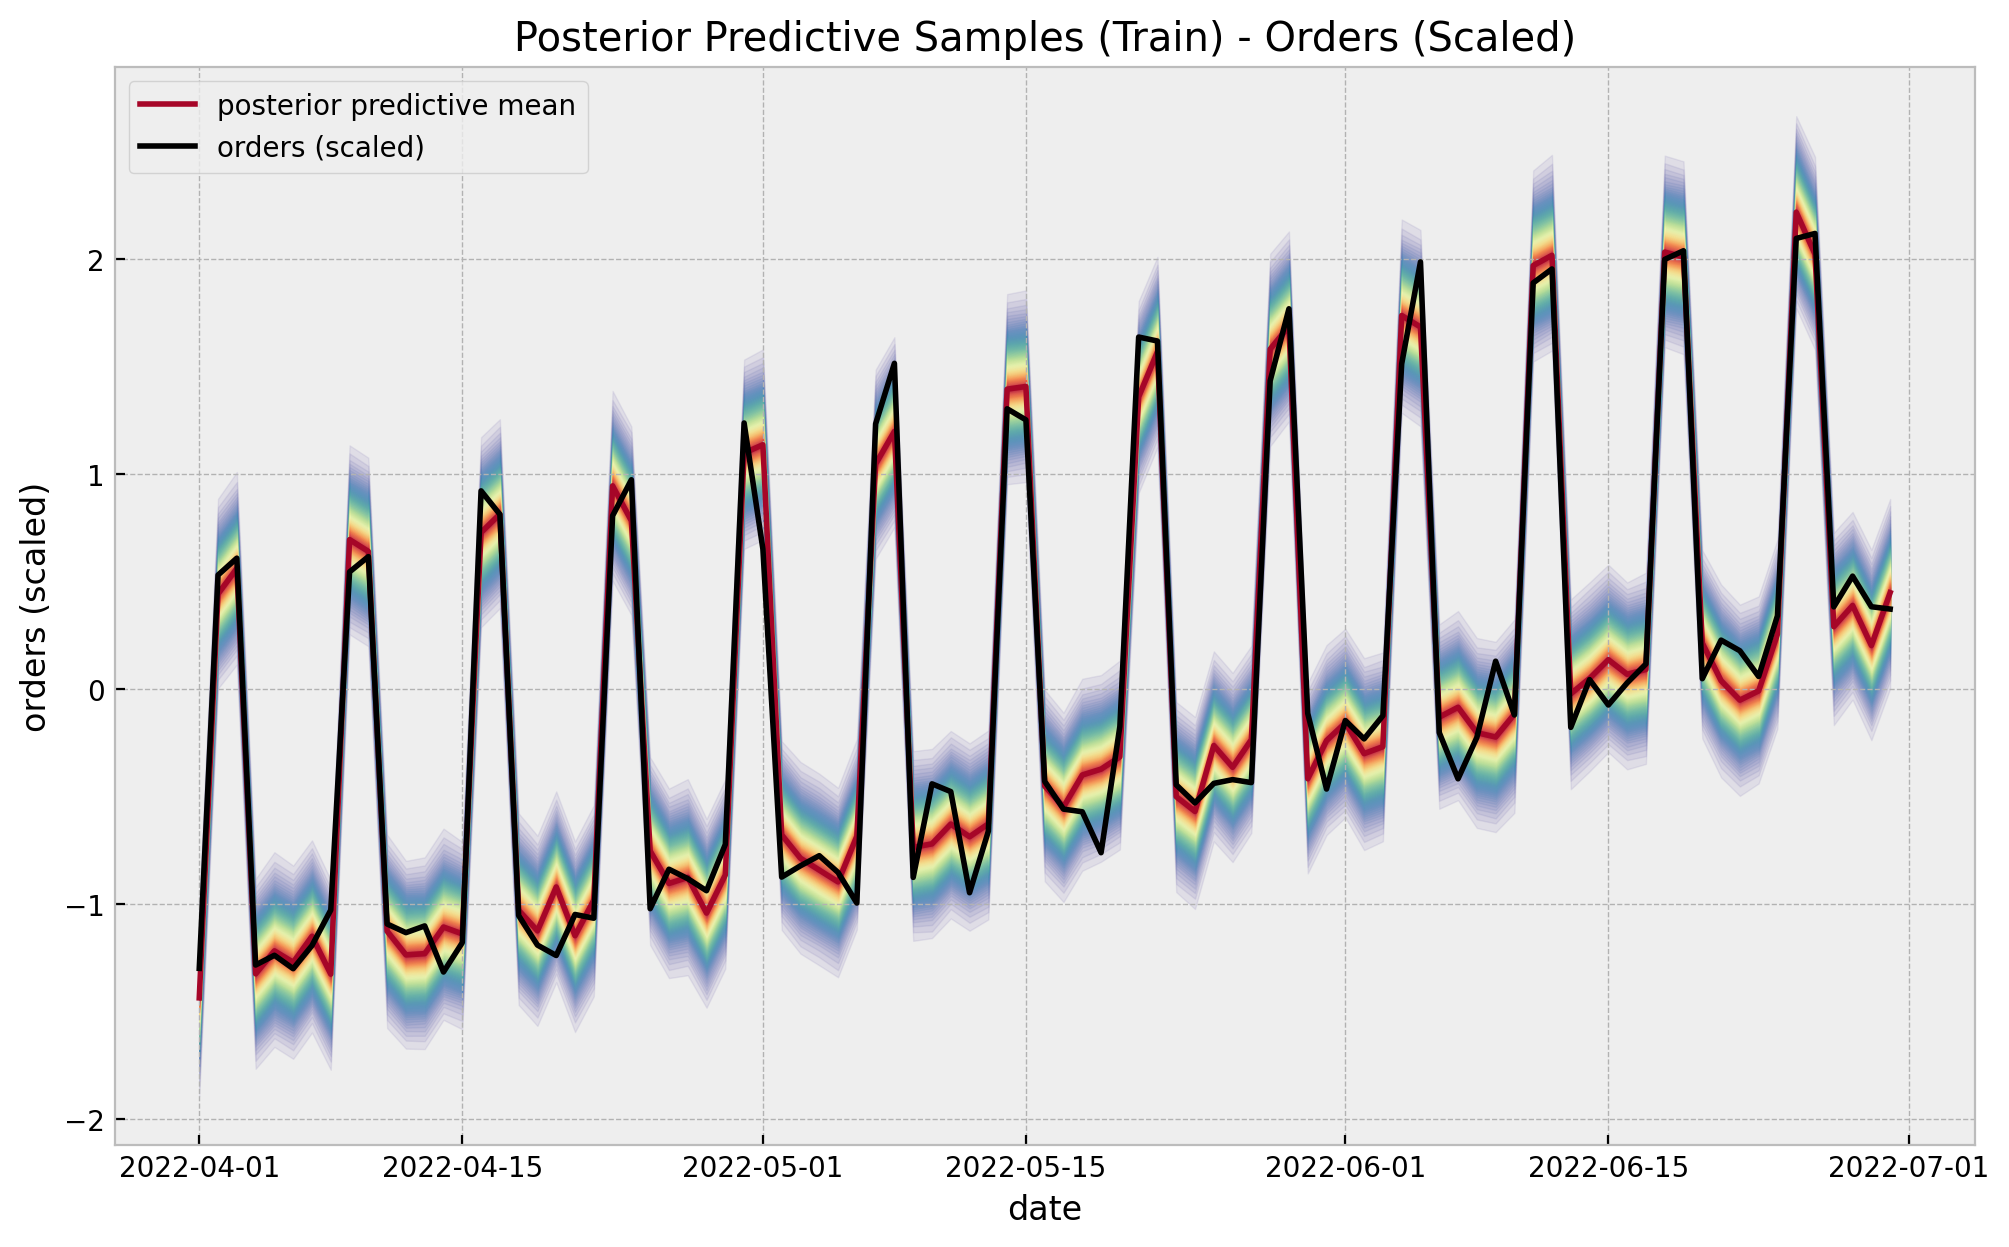 Posterior Predictive Samples (Train) - Orders (Scaled)
posterior predictive mean
orders (scaled)
orders (scaled)
2
1
0
−1
−2
2022-04-01 2022-04-15 2022-05-01 2022-05-15 2022-06-01 2022-06-15 2022-07-01
date